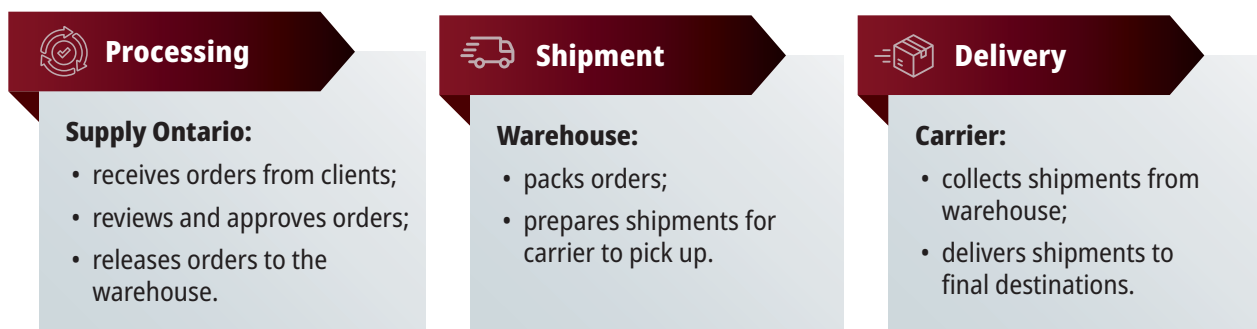 Processing
Supply Ontario:
• receives orders from clients;
• reviews and approves orders;
• releases orders to the
warehouse.
Shipment
Warehouse:
• packs orders;
• prepares shipments for
carrier to pick up.
Delivery
Carrier:
• collects shipments from
warehouse;
• delivers shipments to
final destinations.